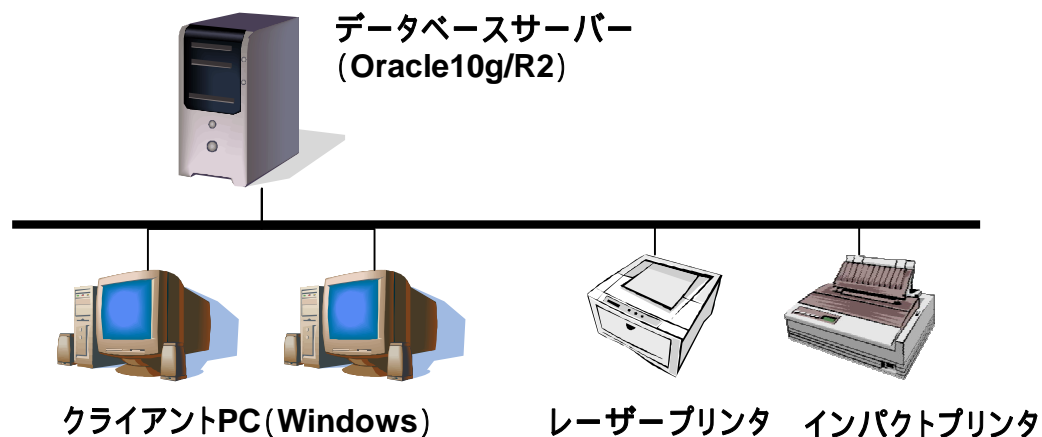 データベースサーバー
（Oracle10g/R2）
クライアントPC（Windows）
レーザープリンタ
インパクトプリンタ